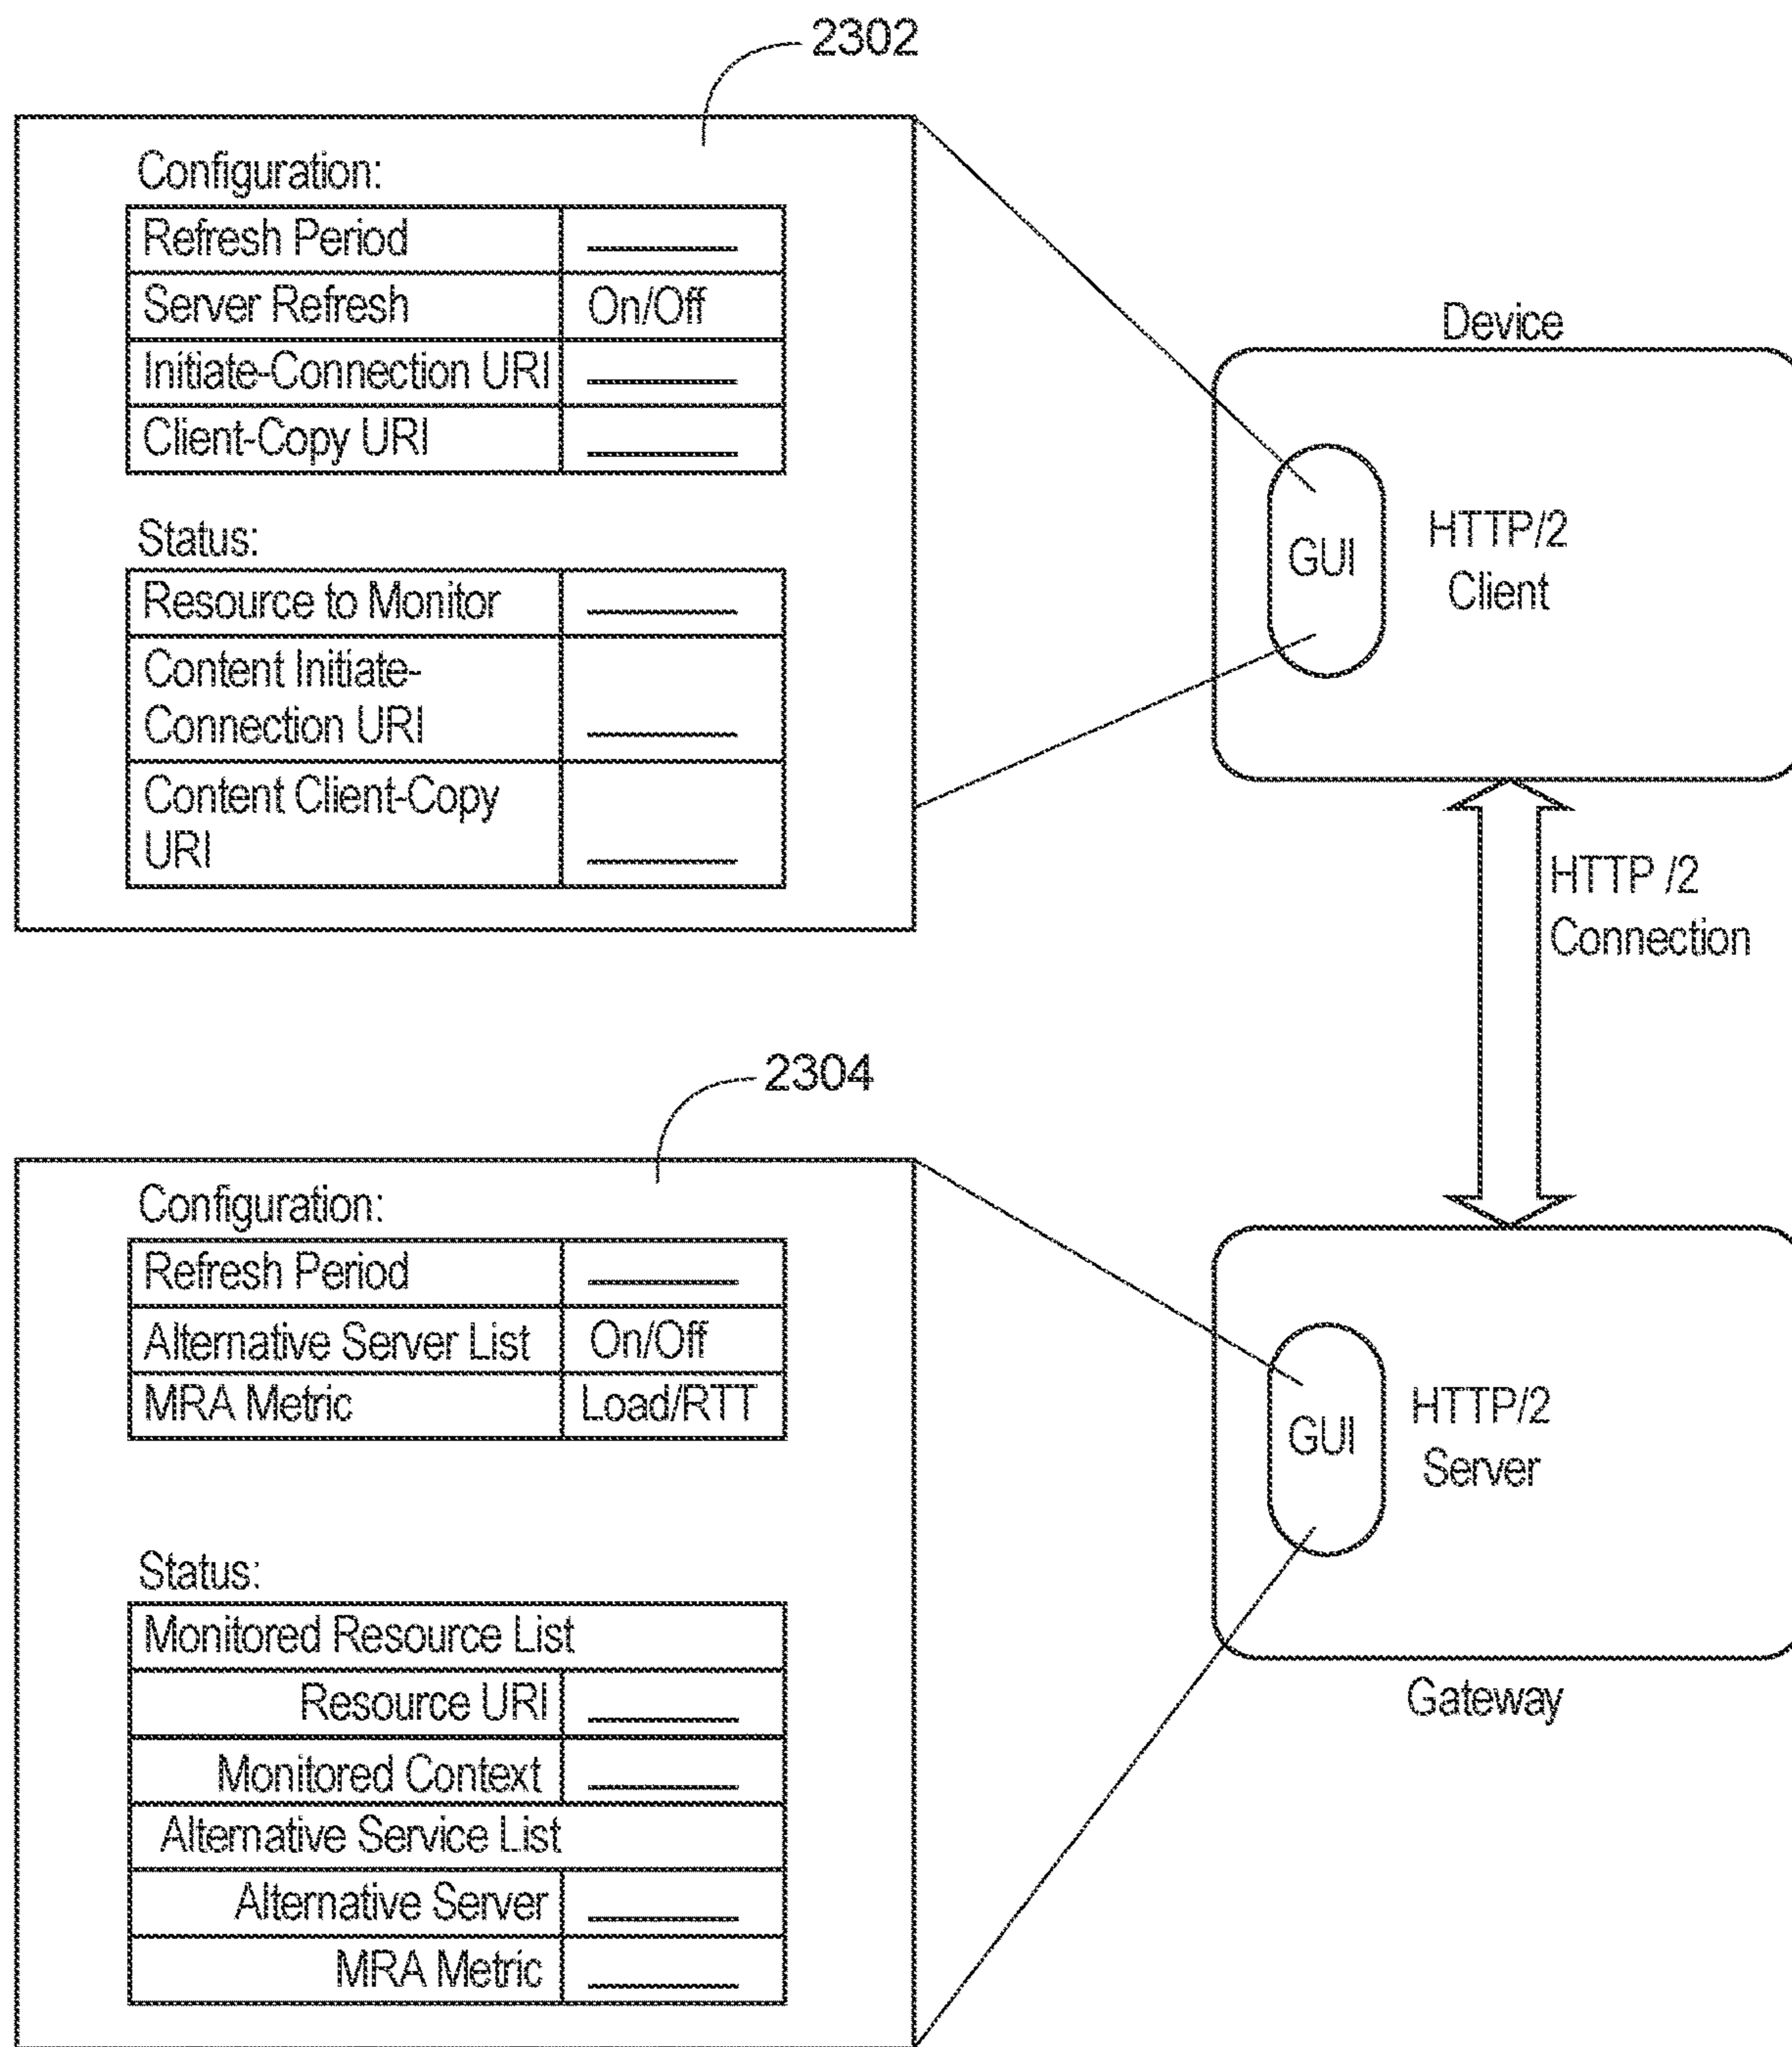 2302
Configuration:
Refresh Period
Server Refresh On/Off
Initiate-Connection URI
Client-Copy URI
Status:
Resource to Monitor
Content Initiate-
Connection URI
Content Client-Copy
URI
Device
GUI
HTTP/2
Client
HTTP /2
Connection
2304
Configuration:
Refresh Period
Alternative Server List On/Off
MRA Metric Load/RTT
Status:
Monitored Resource List
Resource URI
Monitored Context
Alternative Service List
Alternative Server
MRA Metric
GUI
HTTP/2
Server
Gateway